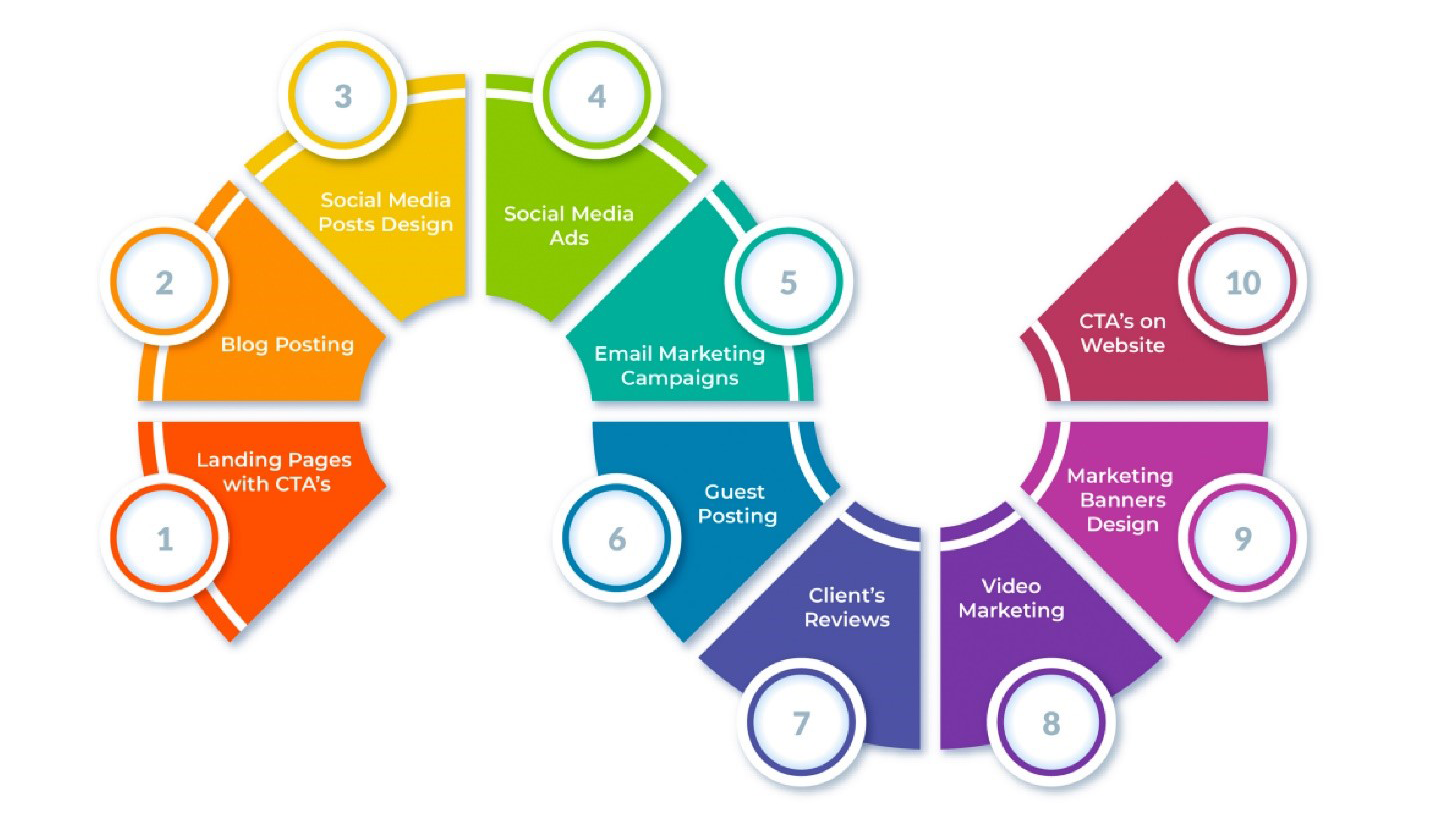 1
Landing Pages
with CTA's
2
Blog Posting
3
Social Media
Posts Design
4
Social Media
Ads
5
Email Marketing
Campaigns
6
Guest
Posting
7
Client's
Reviews
8
Video
Marketing
9
Marketing
Banners
Design
10
CTA's on
Website